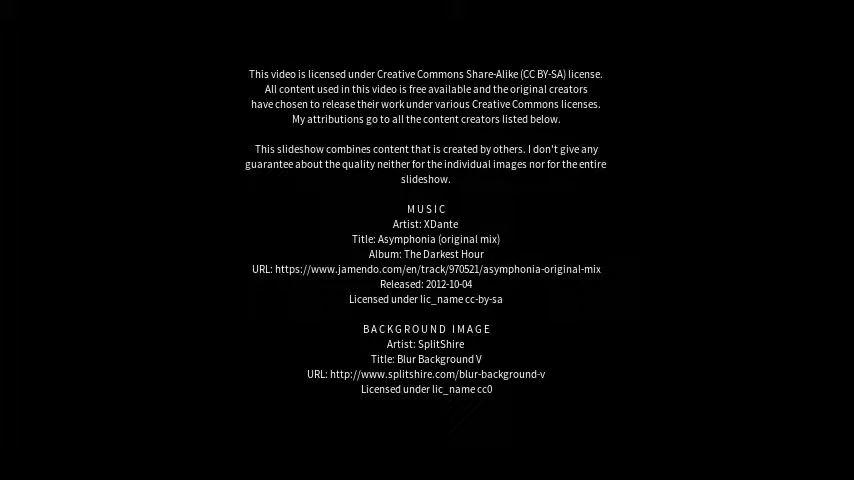 This video is licensed under Creative Commons Share-Alike (CC BY-SA) license.
All content used in this video is free available and the original creators
have chosen to release their work under various Creative Commons licenses.
My attributions go to all the content creators listed below.
This slideshow combines content that is created by others. I don't give any
guarantee about the quality neither for the individual images nor for the entire
slideshow.
MUSIC
Artist: XDante
Title: Asymphonia (original mix)
Album: The Darkest Hour
URL: https://www.jamendo.com/en/track/970521/asymphonia-original-mix
Released: 2012-10-04
Licensed under lic_name cc-by-sa
BACKGROUND IMAGE
Artist: SplitShire
Title: Blur Background V
URL: http://www.splitshire.com/blur-background-v
Licensed under lic_name cc0